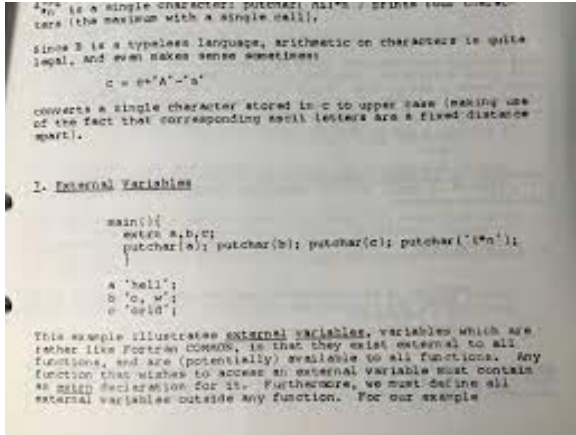 is a single character; putchar(
ters (the maximum with a single call).
Since B is a typeless language, arithmetic on characters is quite
legal, and even makes sense sometimes:
c = c+'A'-'a'
converts a single character stored in c to upper case (making use
of the fact that corresponding ascii letters are a fixed distance
apart).
7. External Variables
main(){
extrn a,b,c;
putchar(a); putchar(b); putchar(c); putchar('!*n');
}
a 'hell';
b 'o, w';
c 'orld';
This example illustrates external variables, variables which are
rather like Fortran COMMON, in that they exist external to all
functions, and are (potentially) available to all functions. Any
function that wishes to access an external variable must contain
an extrn declaration for it. Furthermore, we must define all
external variables outside any function. For our example